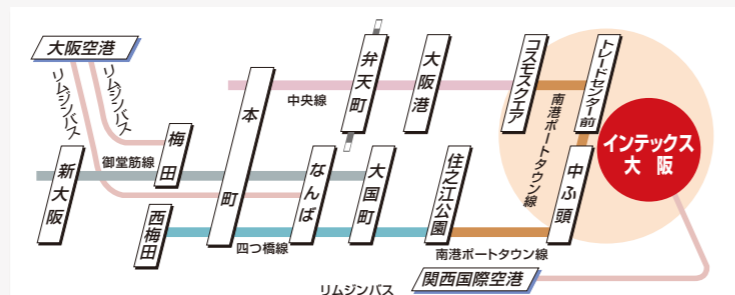 大阪空港
リムジンバス
リムジンバス
新大阪
梅田
御堂筋線
西梅田
本町
四つ橋線
中央線
なんば
弁天町
大国町
大阪港
住之江公園
コスモスクエア
南港ポートタウン線
トレードセンター前
中ふ頭
南港ポートタウン線
インテックス
大阪
関西国際空港
リムジンバス